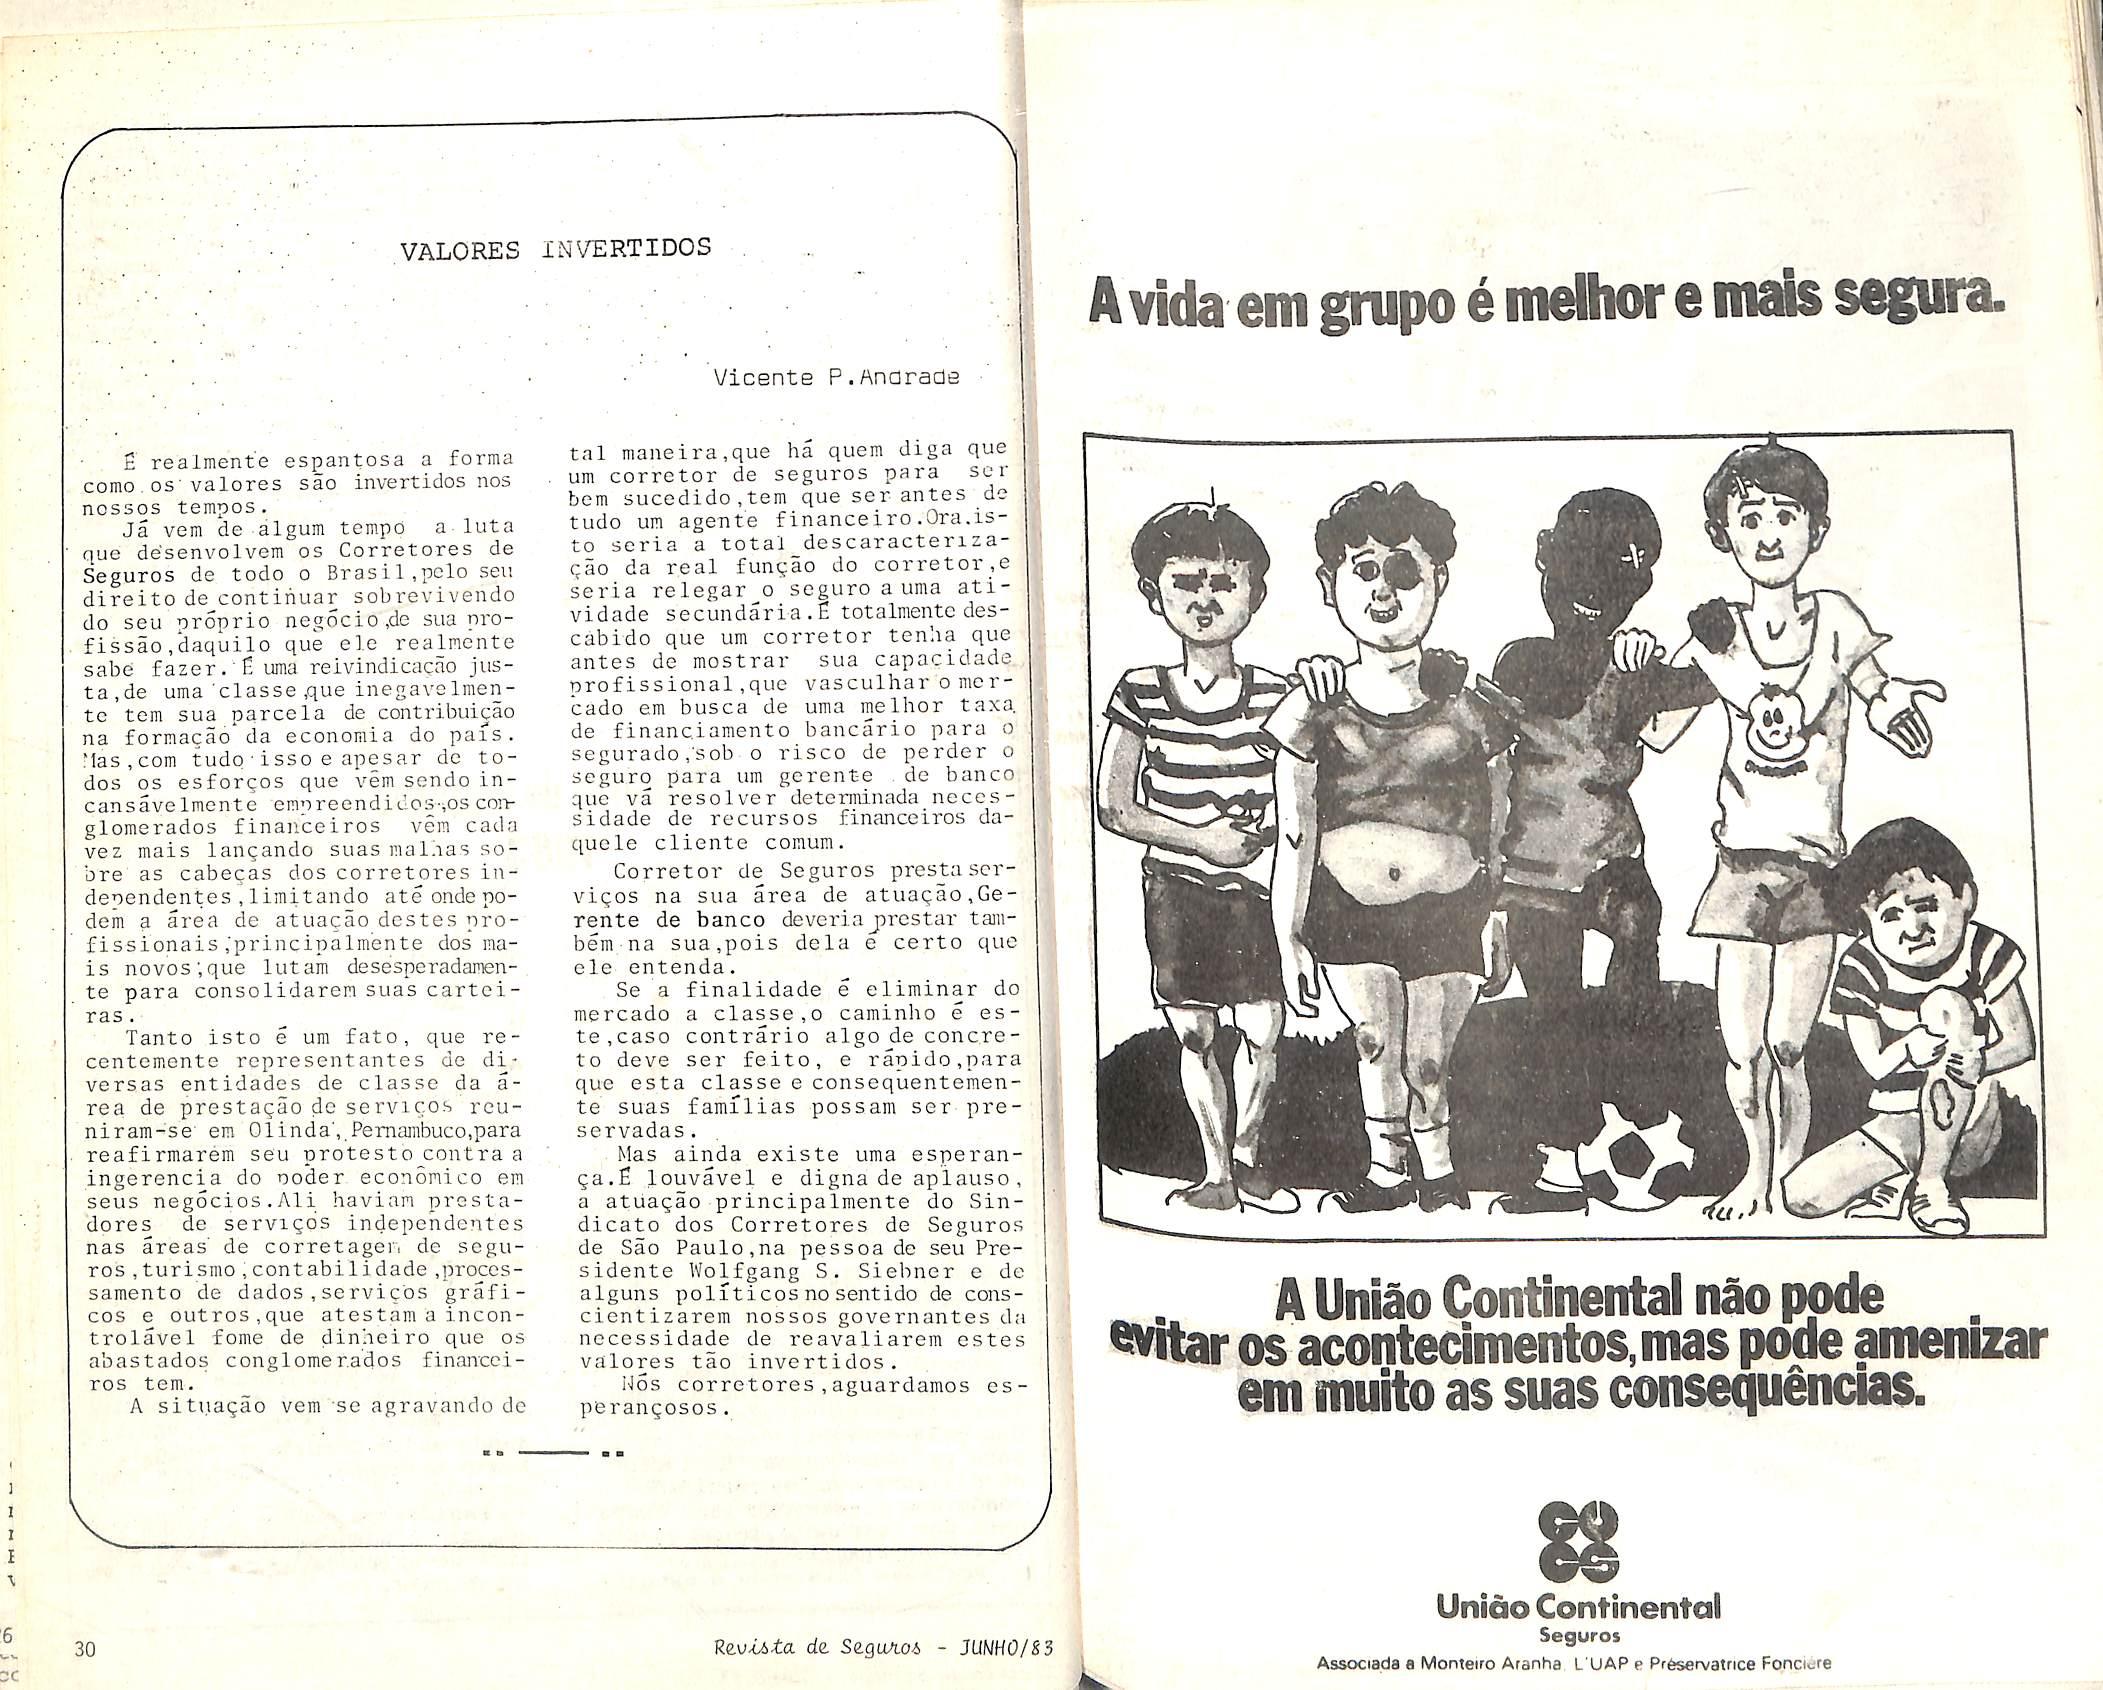 VALORES INVERTIDOS
Vicente P.Andrade
É realmente espantosa a forma
como os valores são invertidos nos
nossos tempos.
Já vem de algum tempo a luta
que desenvolvem os Corretores de
Seguros de todo o Brasil,pelo seu
direito de continuar sobrevivendo
do seu próprio negócio,de sua pro-
fissão,daquilo que ele realmente
sabe fazer. É uma reivindicação jus-
ta,de uma classe,que inegavelmen-
te tem sua parcela de contribuição
na formação da economia do país.
Mas,com tudo isso e apesar de to-
dos os esforços que vêm sendo in-
cansávelmente empreendidos,os con-
glomerados financeiros vêm cada
vez mais lançando suas malhas so-
bre as cabeças dos corretores in-
dependentes,limitando até onde po-
dem a área de atuação destes pro-
fissionais,principalmente dos ma-
is novos,que lutam desesperadamen-
te para consolidarem suas cartei-
ras.
Tanto isto é um fato, que re-
centemente representantes de di-
versas entidades de classe da á-
rea de prestação de serviços reu-
niram-se em Olinda, Pernambuco,para
reafirmarem seu protesto contra a
ingerencia do poder econômico em
seus negócios.Ali haviam presta-
dores de serviços independentes
nas áreas de corretagem de segu-
ros,turismo,contabilidade,proces-
samento de dados,serviços gráfi-
cos e outros,que atestam a incon-
trolável fome de dinheiro que os
abastados conglomerados financei-
ros tem.
A situação vem se agravando de
tal maneira,que há quem diga que
um corretor de seguros para ser
bem sucedido,tem que ser antes de
tudo um agente financeiro.Ora.is-
to seria a total descaracteriza-
ção da real função do corretor,e
seria relegar o seguro a uma ati-
vidade secundária.É totalmente des-
cabido que um corretor tenha que
antes de mostrar sua capacidade
profissional,que vasculhar o mer-
cado em busca de uma melhor taxa
de financiamento bancário para o
segurado,sob o risco de perder o
seguro para um gerente de banco
que vá resolver determinada neces-
sidade de recursos financeiros da-
quele cliente comum.
Corretor de Seguros presta ser-
viços na sua área de atuação,Ge-
rente de banco deveria prestar tam-
bém na sua,pois dela é certo que
ele entenda.
Se a finalidade é eliminar do
mercado a classe,o caminho é es-
te,caso contrário algo de concre-
to deve ser feito, e rápido,para
que esta classe e consequentemen-
te suas famílias possam ser pre-
servadas.
Mas ainda existe uma esperan-
ça.É louvável e digna de aplauso,
a atuação principalmente do Sin-
dicato dos Corretores de Seguros
de São Paulo,na pessoa de seu Pre-
sidente Wolfgang S. Siebner e de
alguns políticos no sentido de cons-
cientizarem nossos governantes da
necessidade de reavaliarem estes
valores tão invertidos.
Nós corretores,aguardamos es-
perançosos.
30
Revista de Seguros - JUNHO/83
A vida em grupo é melhor e mais segura.
A União Continental não pode
evitar os acontecimentos, mas pode amenizar
em muito as suas consequências.
União Continental
Seguros
Associada a Monteiro Aranha, L'UAP e Préservatrice Foncière